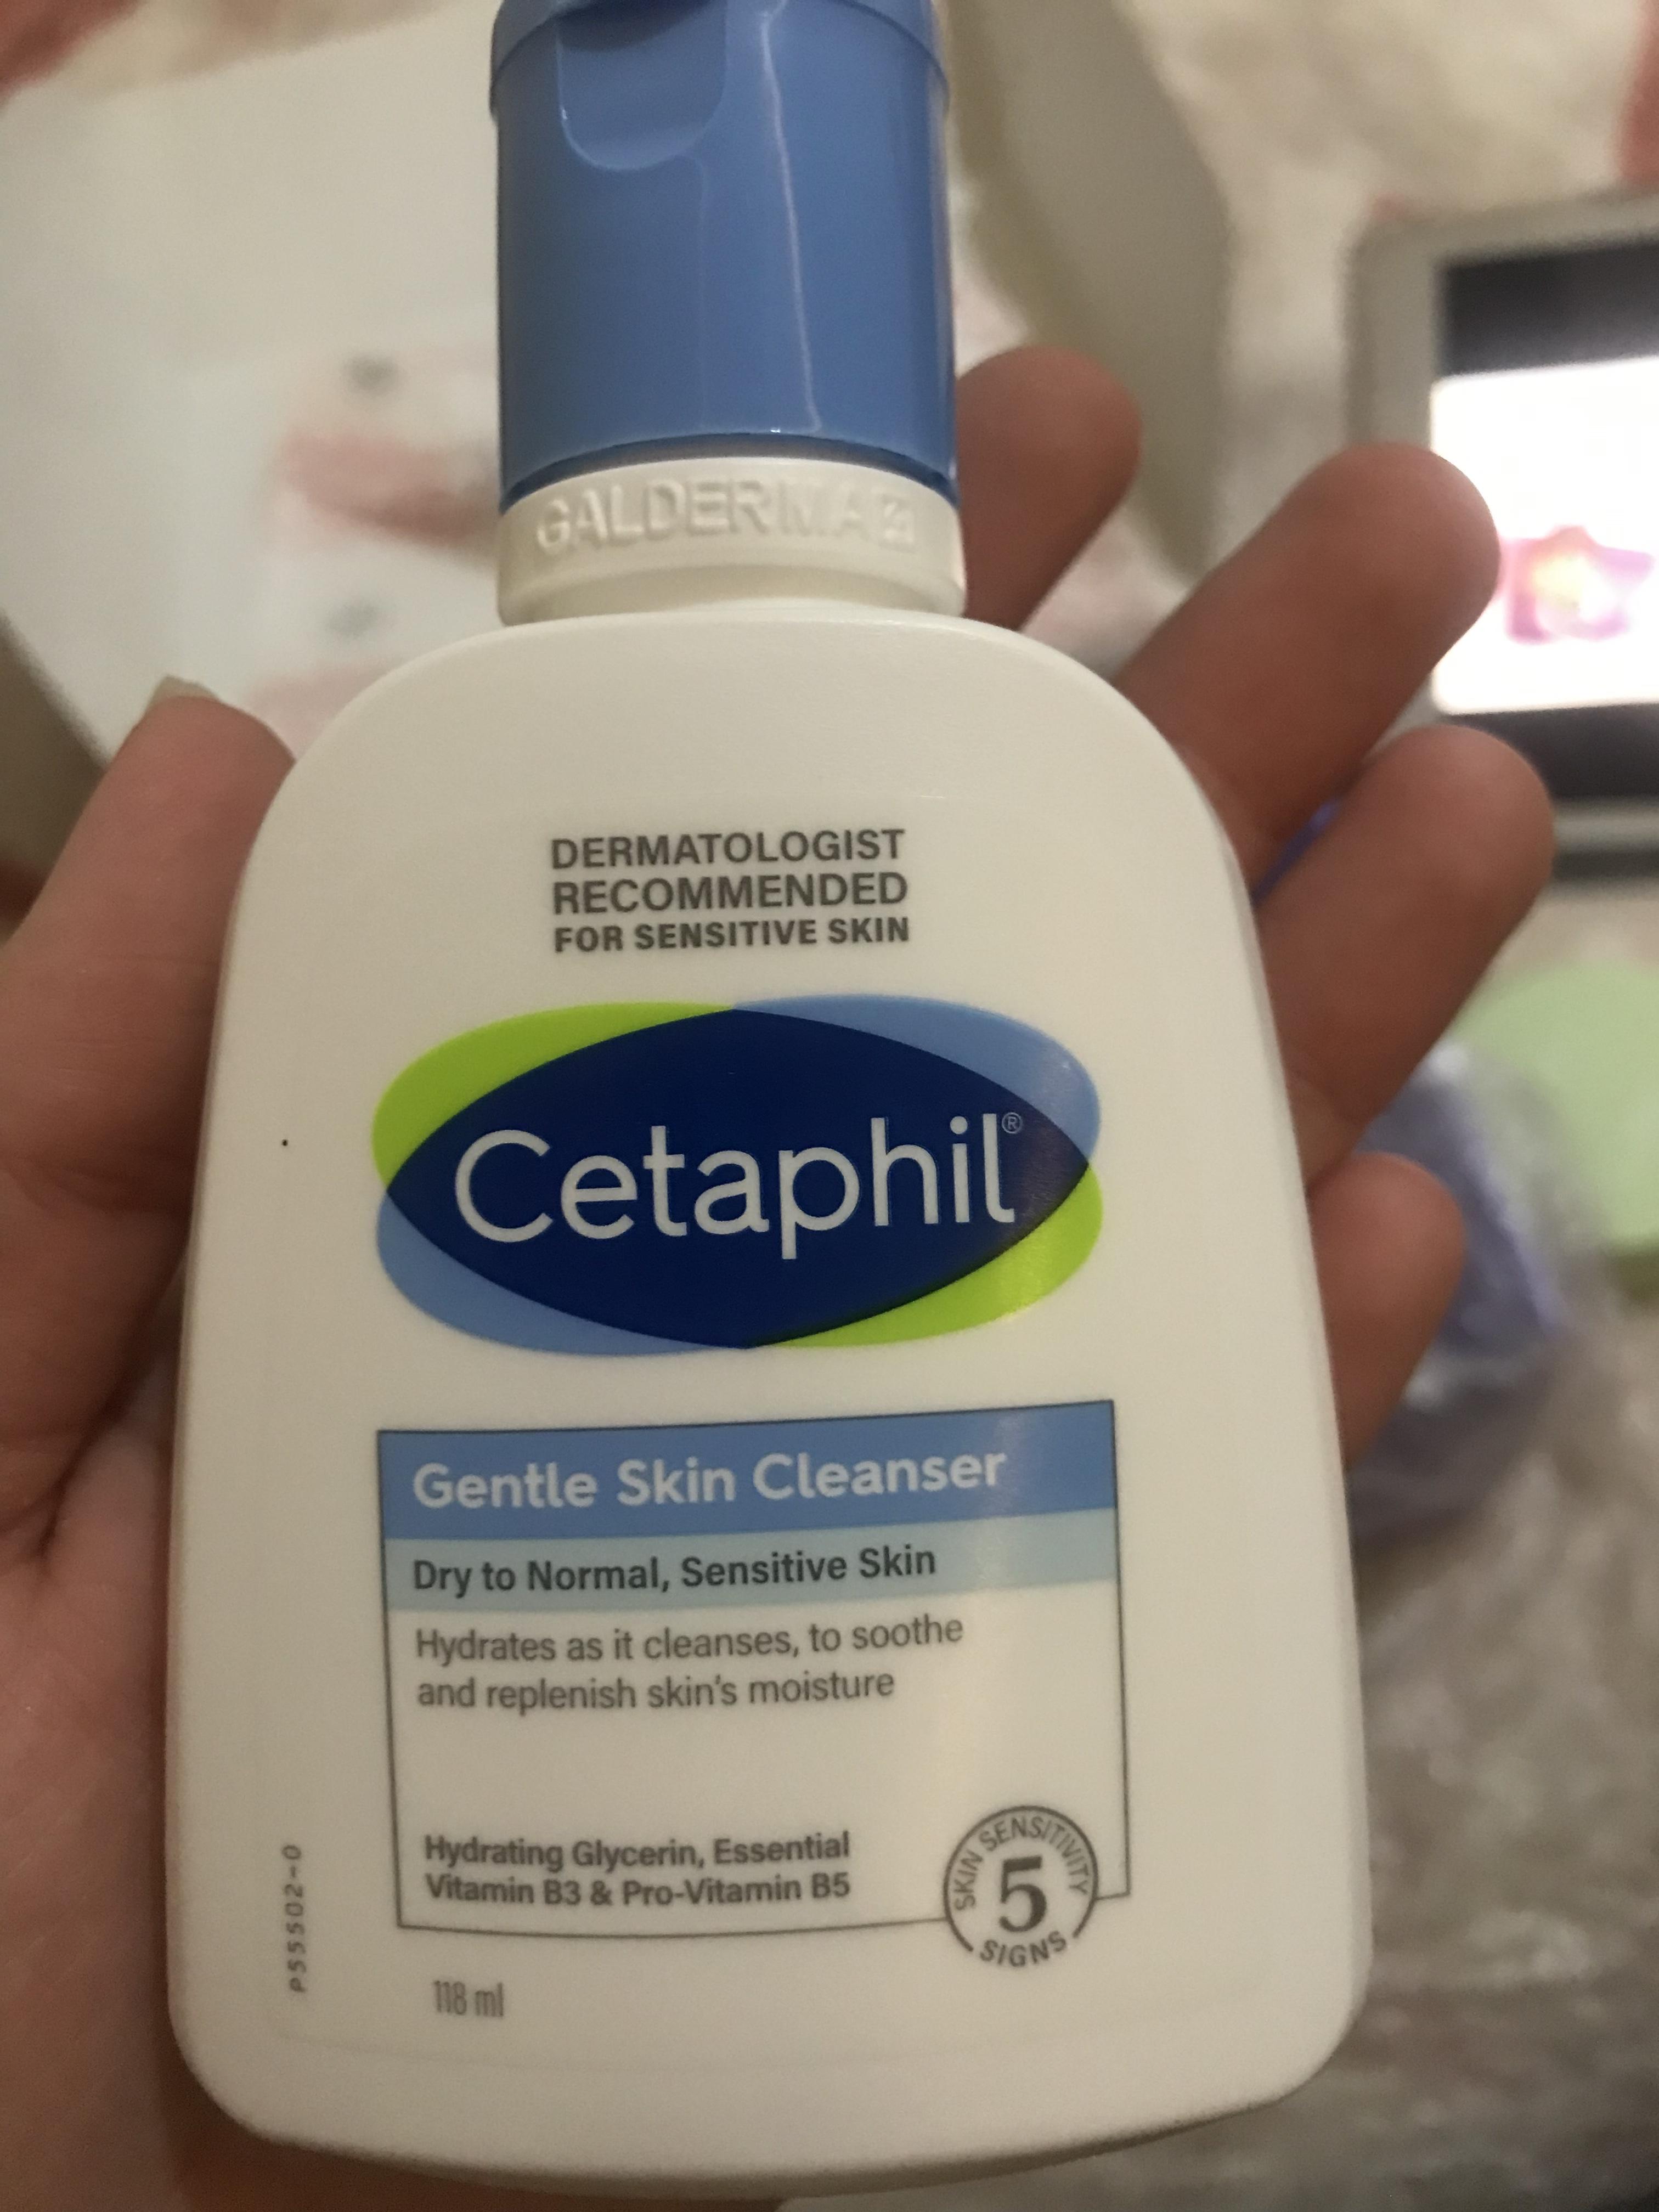 GALDERMA
DERMATOLOGIST
RECOMMENDED
FOR SENSITIVE SKIN
Cetaphil®
Gentle Skin Cleanser
Dry to Normal, Sensitive Skin
Hydrates as it cleanses, to soothe
and replenish skin's moisture
Hydrating Glycerin, Essential
Vitamin B3 & Pro-Vitamin B5
SKIN SENSITIVITY
5
SIGNS
P55502-0
118 ml